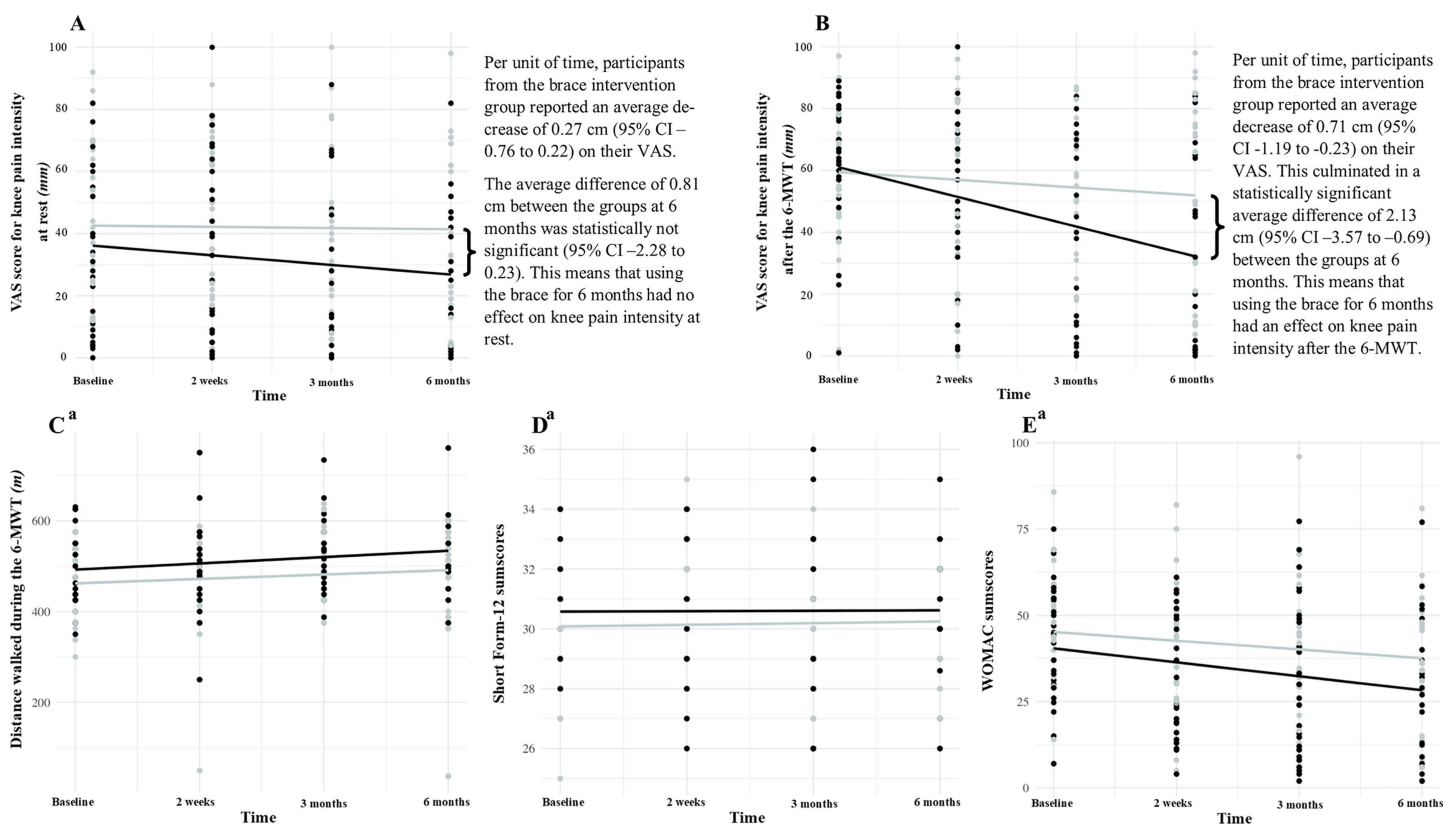 A
VAS score for knee pain intensity
at rest (mm)
100
80
60
40
20
0
Baseline
2 weeks
3 months
6 months
Time
Per unit of time, participants
from the brace intervention
group reported an average de-
crease of 0.27 cm (95% CI –
0.76 to 0.22) on their VAS.
The average difference of 0.81
cm between the groups at 6
months was statistically not
significant (95% CI –2.28 to
0.23). This means that using
the brace for 6 months had no
effect on knee pain intensity at
rest.
B
VAS score for knee pain intensity
after the 6-MWT (mm)
100
80
60
40
20
0
Baseline
2 weeks
3 months
6 months
Time
Per unit of time, participants
from the brace intervention
group reported an average
decrease of 0.71 cm (95%
CI -1.19 to -0.23) on their
VAS. This culminated in a
statistically significant
average difference of 2.13
cm (95% CI –3.57 to –0.69)
between the groups at 6
months. This means that
using the brace for 6 months
had an effect on knee pain
intensity after the 6-MWT.
C a
Distance walked during the 6-MWT (m)
600
400
200
Baseline
2 weeks
3 months
6 months
Time
D a
Short Form-12 sumscores
36
34
32
30
28
26
Baseline
2 weeks
3 months
6 months
Time
E a
WOMAC sumscores
100
75
50
25
0
Baseline
2 weeks
3 months
6 months
Time